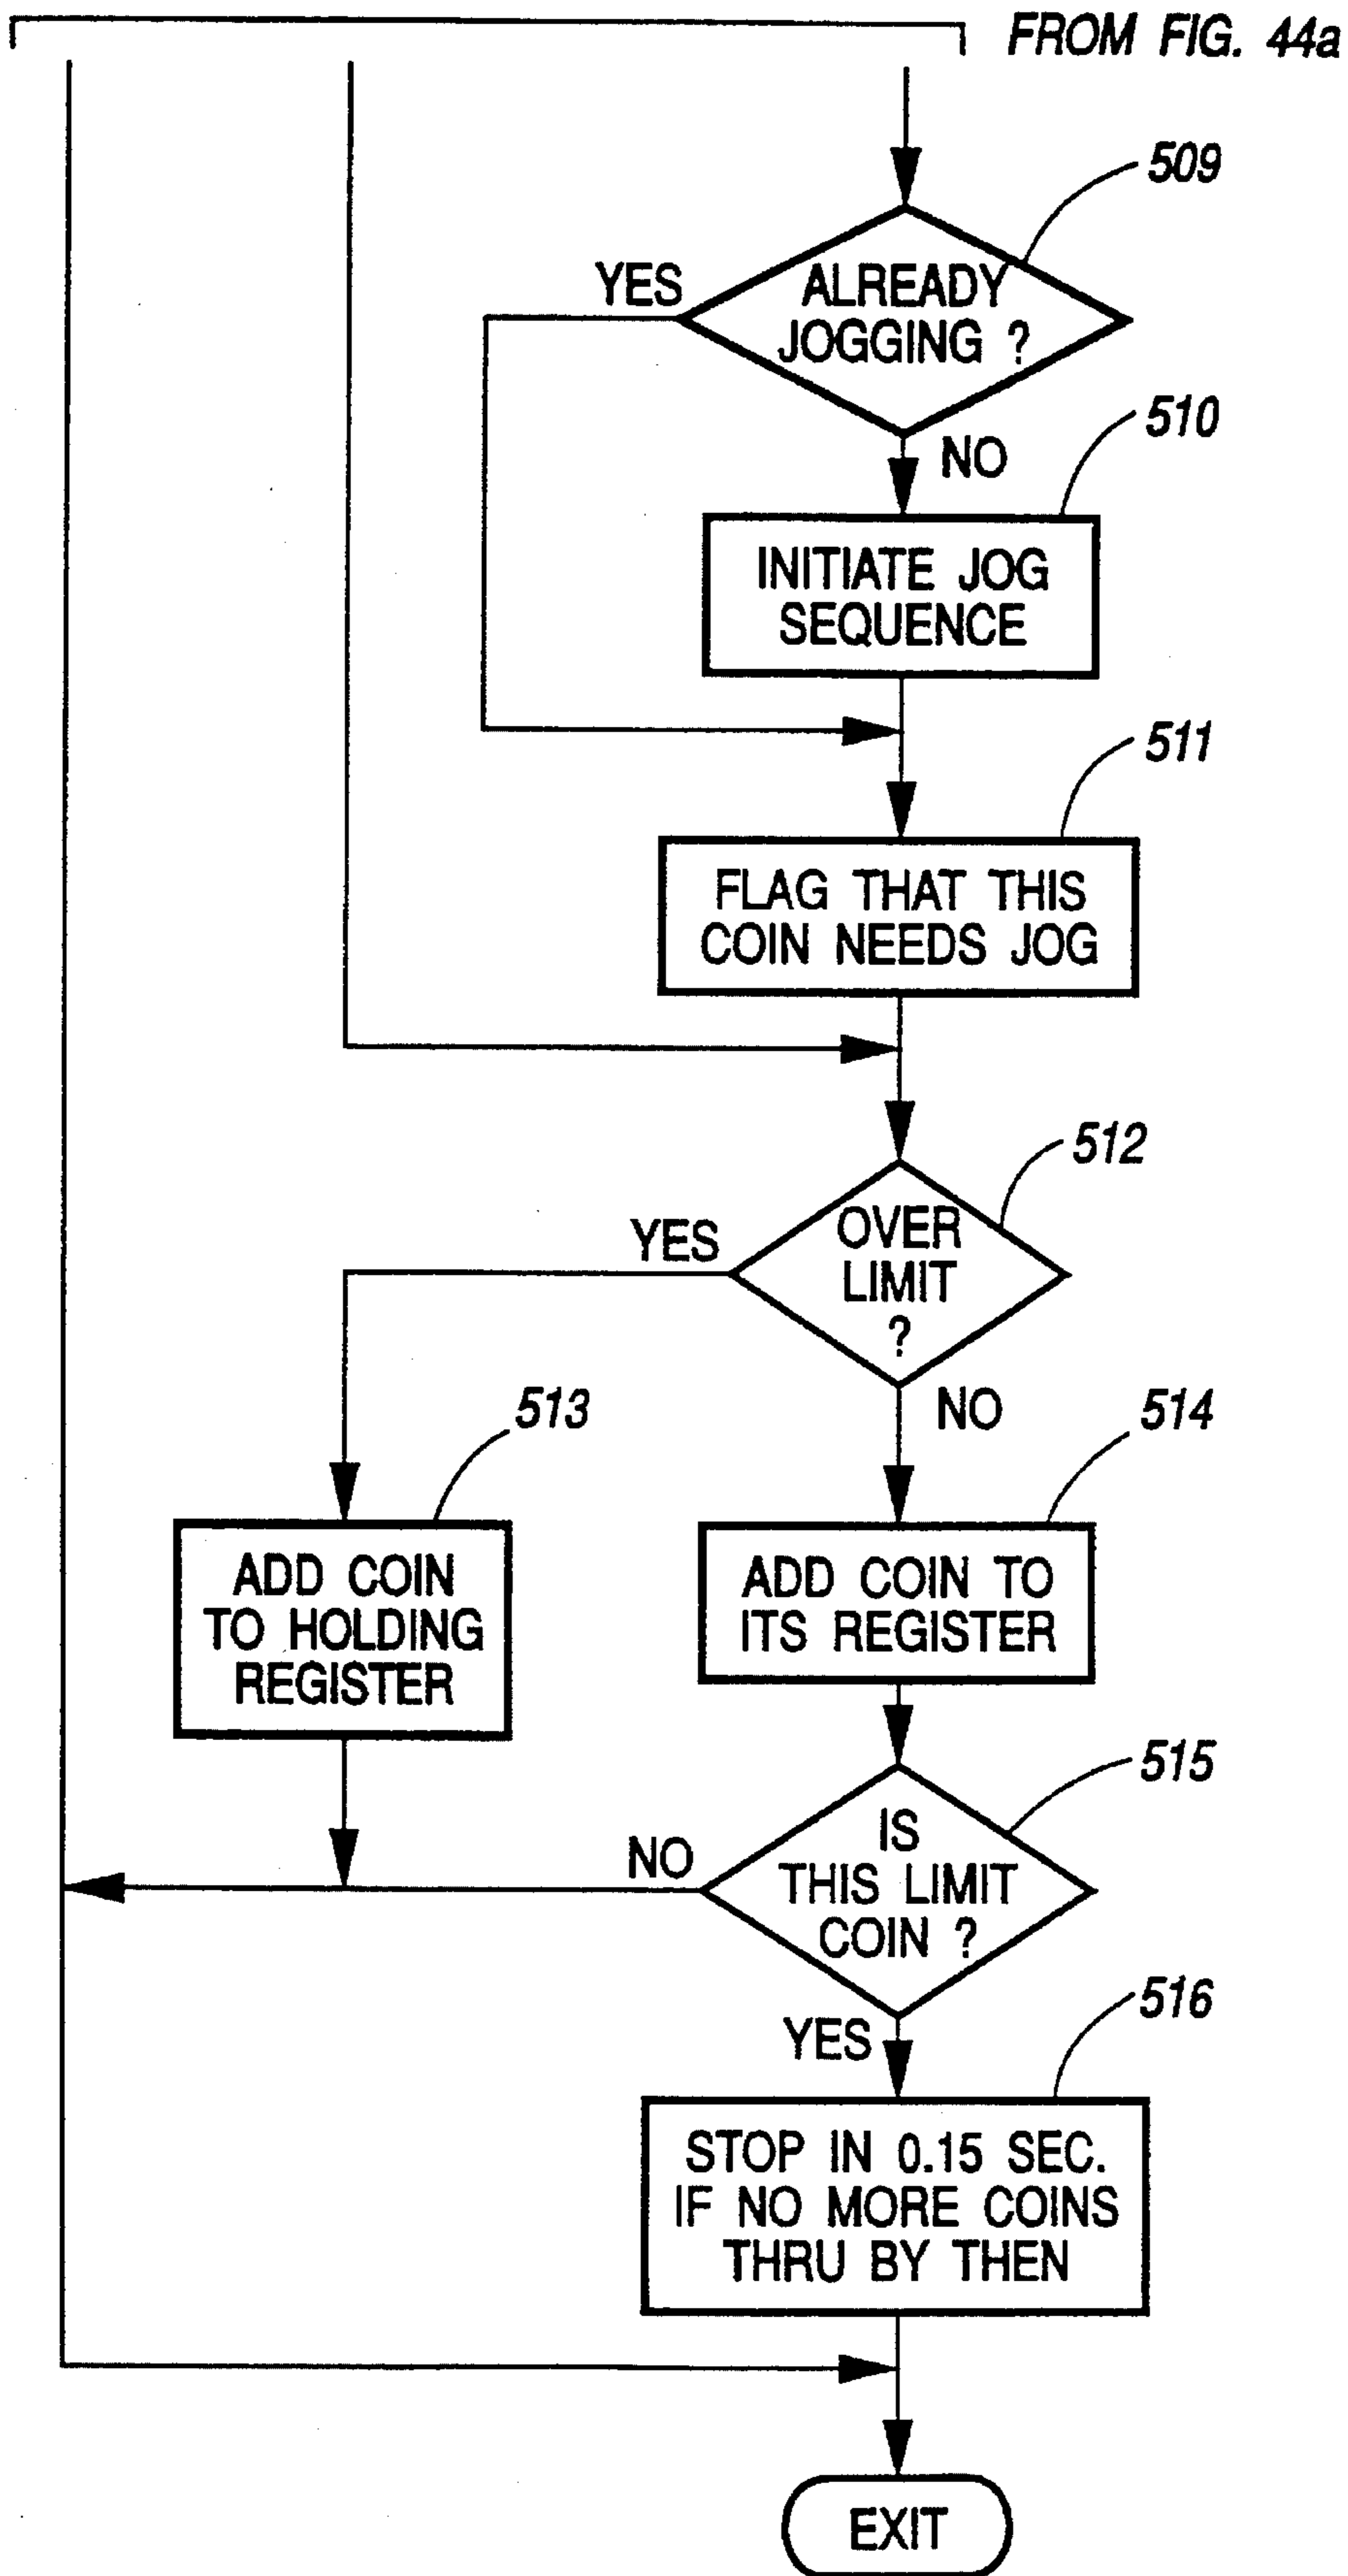 FROM FIG. 44a
509
YES
ALREADY
JOGGING ?
510
NO
INITIATE JOG
SEQUENCE
511
FLAG THAT THIS
COIN NEEDS JOG
512
YES
OVER
LIMIT
?
513
NO
514
ADD COIN
TO HOLDING
REGISTER
ADD COIN TO
ITS REGISTER
515
NO
IS
THIS LIMIT
COIN ?
516
YES
STOP IN 0.15 SEC.
IF NO MORE COINS
THRU BY THEN
EXIT